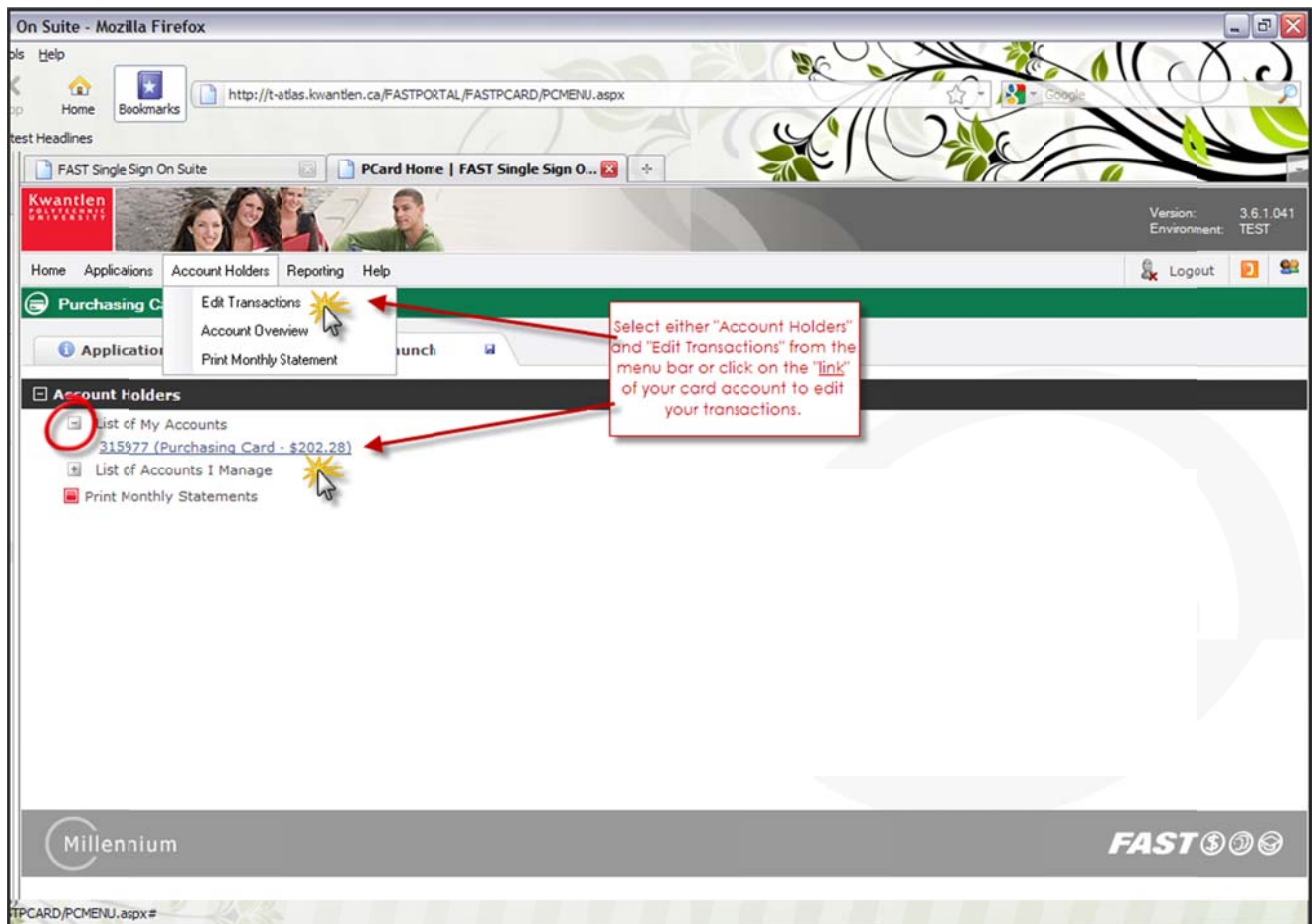 On Suite - Mozilla Firefox
ols Help
Home
Bookmarks
http://t-atlas.kwantlen.ca/FASTPORTAL/FASTPCARD/PCMENU.aspx
Google
test Headlines
FAST Single Sign On Suite
PCard Home | FAST Single Sign O...
Kwantlen
POLYTECHNIC
UNIVERSITY
Version: 3.6.1.041
Environment: TEST
Home Applications Account Holders Reporting Help
Logout
Purchasing C
Edit Transactions
Account Overview
Print Monthly Statement
Application
aunch
Select either "Account Holders"
and "Edit Transactions" from the
menu bar or click on the "link"
of your card account to edit
your transactions.
Account Holders
List of My Accounts
315977 (Purchasing Card - $202.28)
List of Accounts I Manage
Print Monthly Statements
Millennium
FAST
TPCARD/PCMENU.aspx#